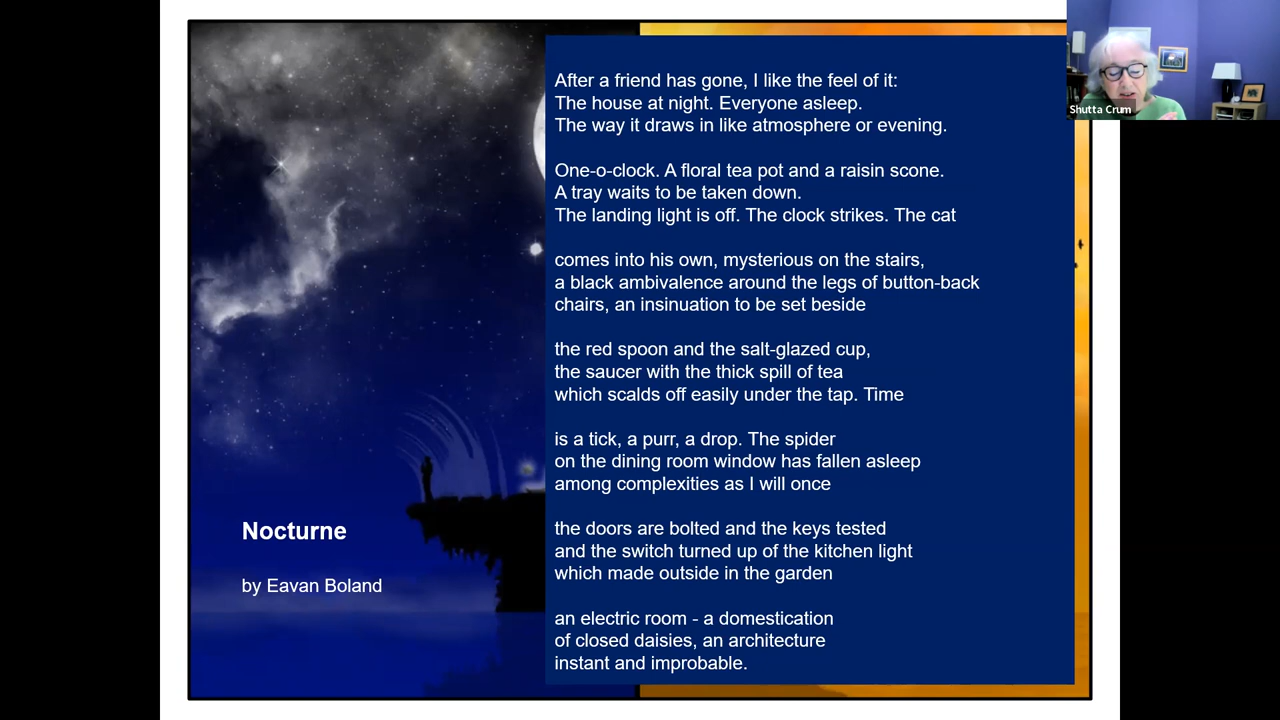 After a friend has gone, I like the feel of it:
The house at night. Everyone asleep.
The way it draws in like atmosphere or evening.
One-o-clock. A floral tea pot and a raisin scone.
A tray waits to be taken down.
The landing light is off. The clock strikes. The cat
comes into his own, mysterious on the stairs,
a black ambivalence around the legs of button-back
chairs, an insinuation to be set beside
the red spoon and the salt-glazed cup,
the saucer with the thick spill of tea
which scalds off easily under the tap. Time
is a tick, a purr, a drop. The spider
on the dining room window has fallen asleep
among complexities as I will once
the doors are bolted and the keys tested
and the switch turned up of the kitchen light
which made outside in the garden
an electric room - a domestication
of closed daisies, an architecture
instant and improbable.
Nocturne
by Eavan Boland
Shutta Crum